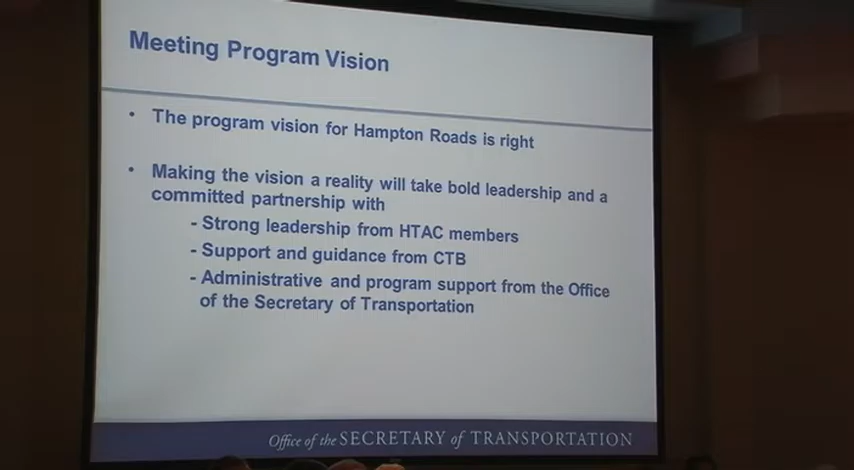 Meeting Program Vision
• The program vision for Hampton Roads is right
• Making the vision a reality will take bold leadership and a
committed partnership with
- Strong leadership from HTAC members
- Support and guidance from CTB
- Administrative and program support from the Office
of the Secretary of Transportation
Office of the SECRETARY of TRANSPORTATION